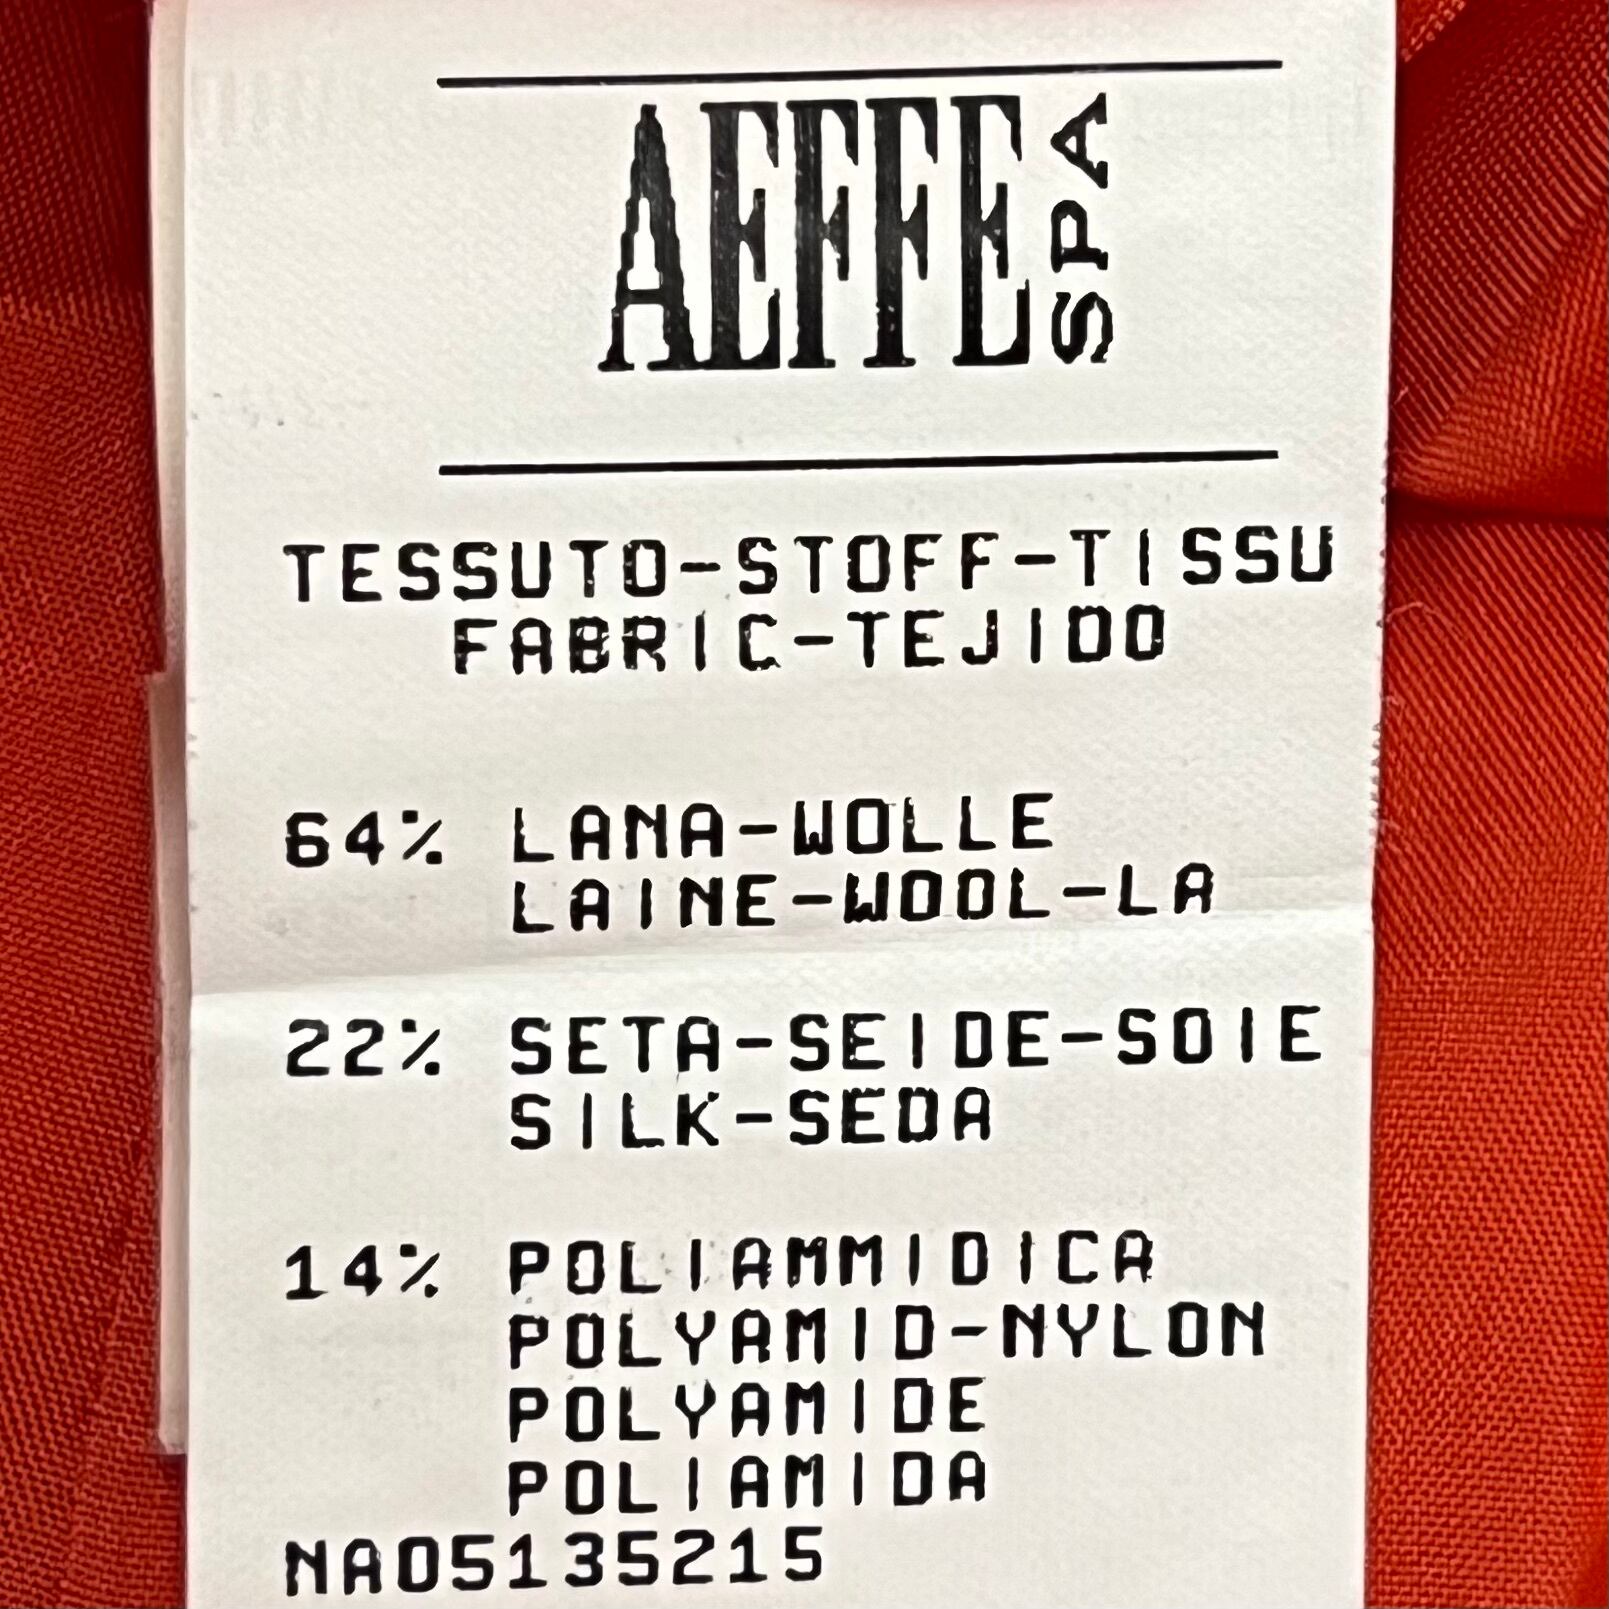 AEFFE SPA
TESSUTO-STOFF-TISSU
FABRIC-TEJIDO
64% LANA-WOLLE
LAINE-WOOL-LA
22% SETA-SEIDE-SOIE
SILK-SEDA
14% POLIAMMIDICA
POLYAMID-NYLON
POLYAMIDE
POLIAMIDA
NA05135215